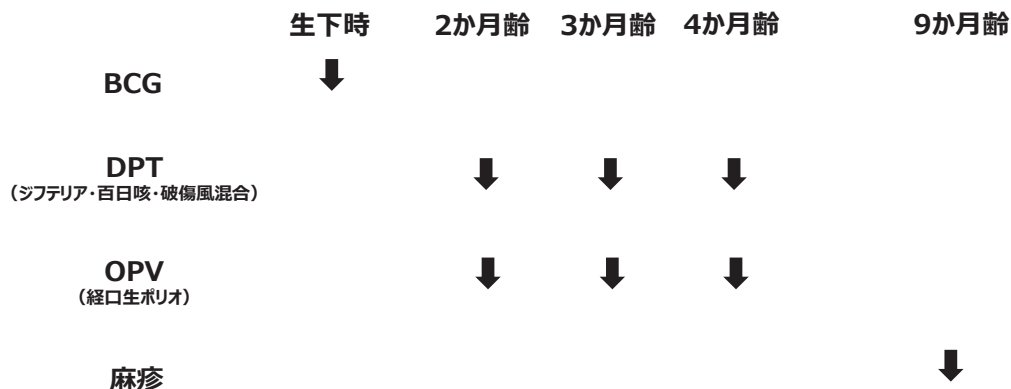 生下時 2か月齢 3か月齢 4か月齢 9か月齢
BCG
DPT
（ジフテリア・百日咳・破傷風混合）
OPV
（経口生ポリオ）
麻疹